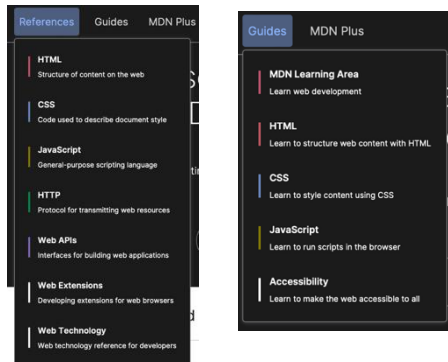 References Guides MDN Plus
HTML
Structure of content on the web
CSS
Code used to describe document style
JavaScript
General-purpose scripting language
HTTP
Protocol for transmitting web resources
Web APIs
Interfaces for building web applications
Web Extensions
Developing extensions for web browsers
Web Technology
Web technology reference for developers
Guides MDN Plus
MDN Learning Area
Learn web development
HTML
Learn to structure web content with HTML
CSS
Learn to style content using CSS
JavaScript
Learn to run scripts in the browser
Accessibility
Learn to make the web accessible to all